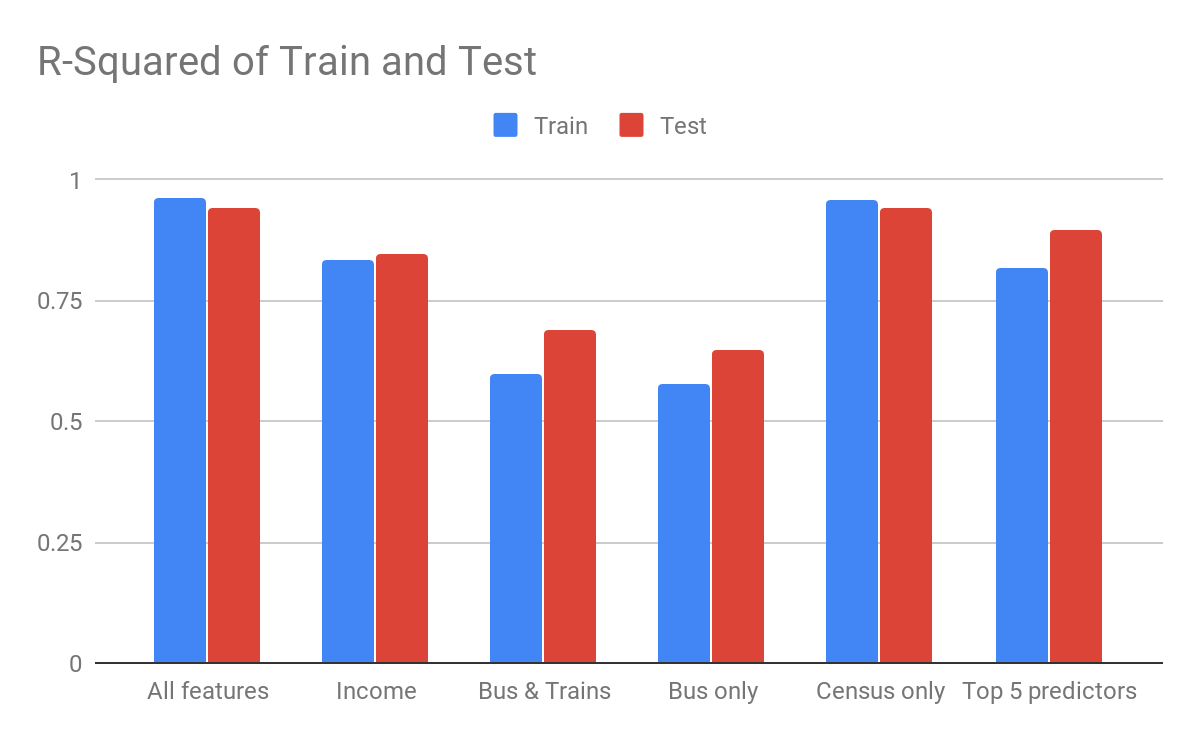 R-Squared of Train and Test
Train Test
1
0.75
0.5
0.25
0
All features Income Bus & Trains Bus only Census only Top 5 predictors